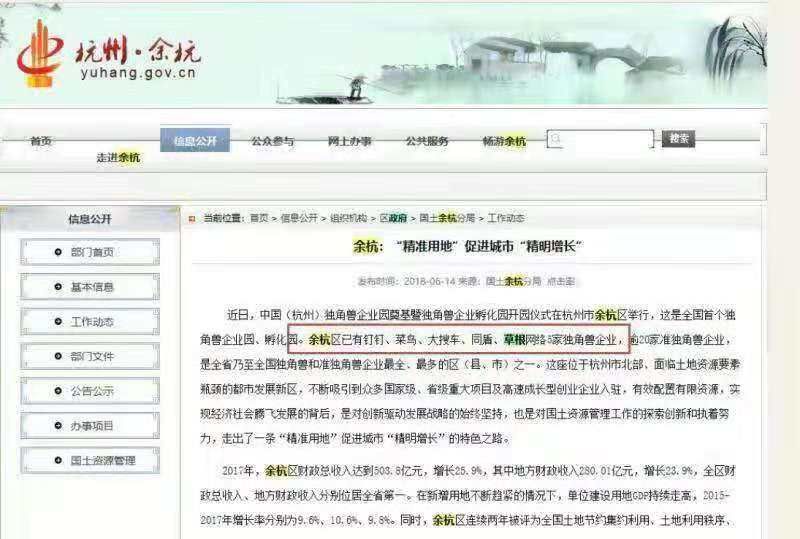 杭州·余杭
yuhang.gov.cn
首页 信息公开 公众参与 网上办事 公共服务 畅游余杭 搜索
走进余杭
信息公开
部门首页
基本信息
工作动态
部门文件
公告公示
办事项目
国土资源管理
当前位置：首页 > 信息公开 > 组织机构 > 区政府 > 国土余杭分局 > 工作动态
余杭：“精准用地”促进城市“精明增长”
发布时间：2018-06-14 来源：国土余杭分局 点击率:
近日，中国（杭州）独角兽企业园奠基暨独角兽企业孵化园开园仪式在杭州市余杭区举行，这是全国首个独
角兽企业园、孵化园。余杭区已有钉钉、菜鸟、大搜车、同盾、草根网络5家独角兽企业，逾20家准独角兽企业，
是全省乃至全国独角兽和准独角兽企业最全、最多的区（县、市）之一。这座位于杭州市北部、面临土地资源要素
瓶颈的都市发展新区，不断吸引到众多国家级、省级重大项目及高速成长型创业企业入驻，有效配置有限资源，实
现经济社会腾飞发展的背后，是对创新驱动发展战略的始终坚持，也是对国土资源管理工作的探索创新和执着努
力，走出了一条“精准用地”促进城市“精明增长”的特色之路。
2017年，余杭区财政总收入达到503.9亿元，增长25.9%，其中地方财政收入280.01亿元，增长23.9%，全区财
政总收入、地方财政收入分别位居全省第一。在新增用地不断趋紧的情况下，单位建设用地GDP持续走高，2015-
2017年增长率分别为9.6%、10.6%、9.8%。同时，余杭区连续两年被评为全国土地节约集约利用、土地利用秩序、